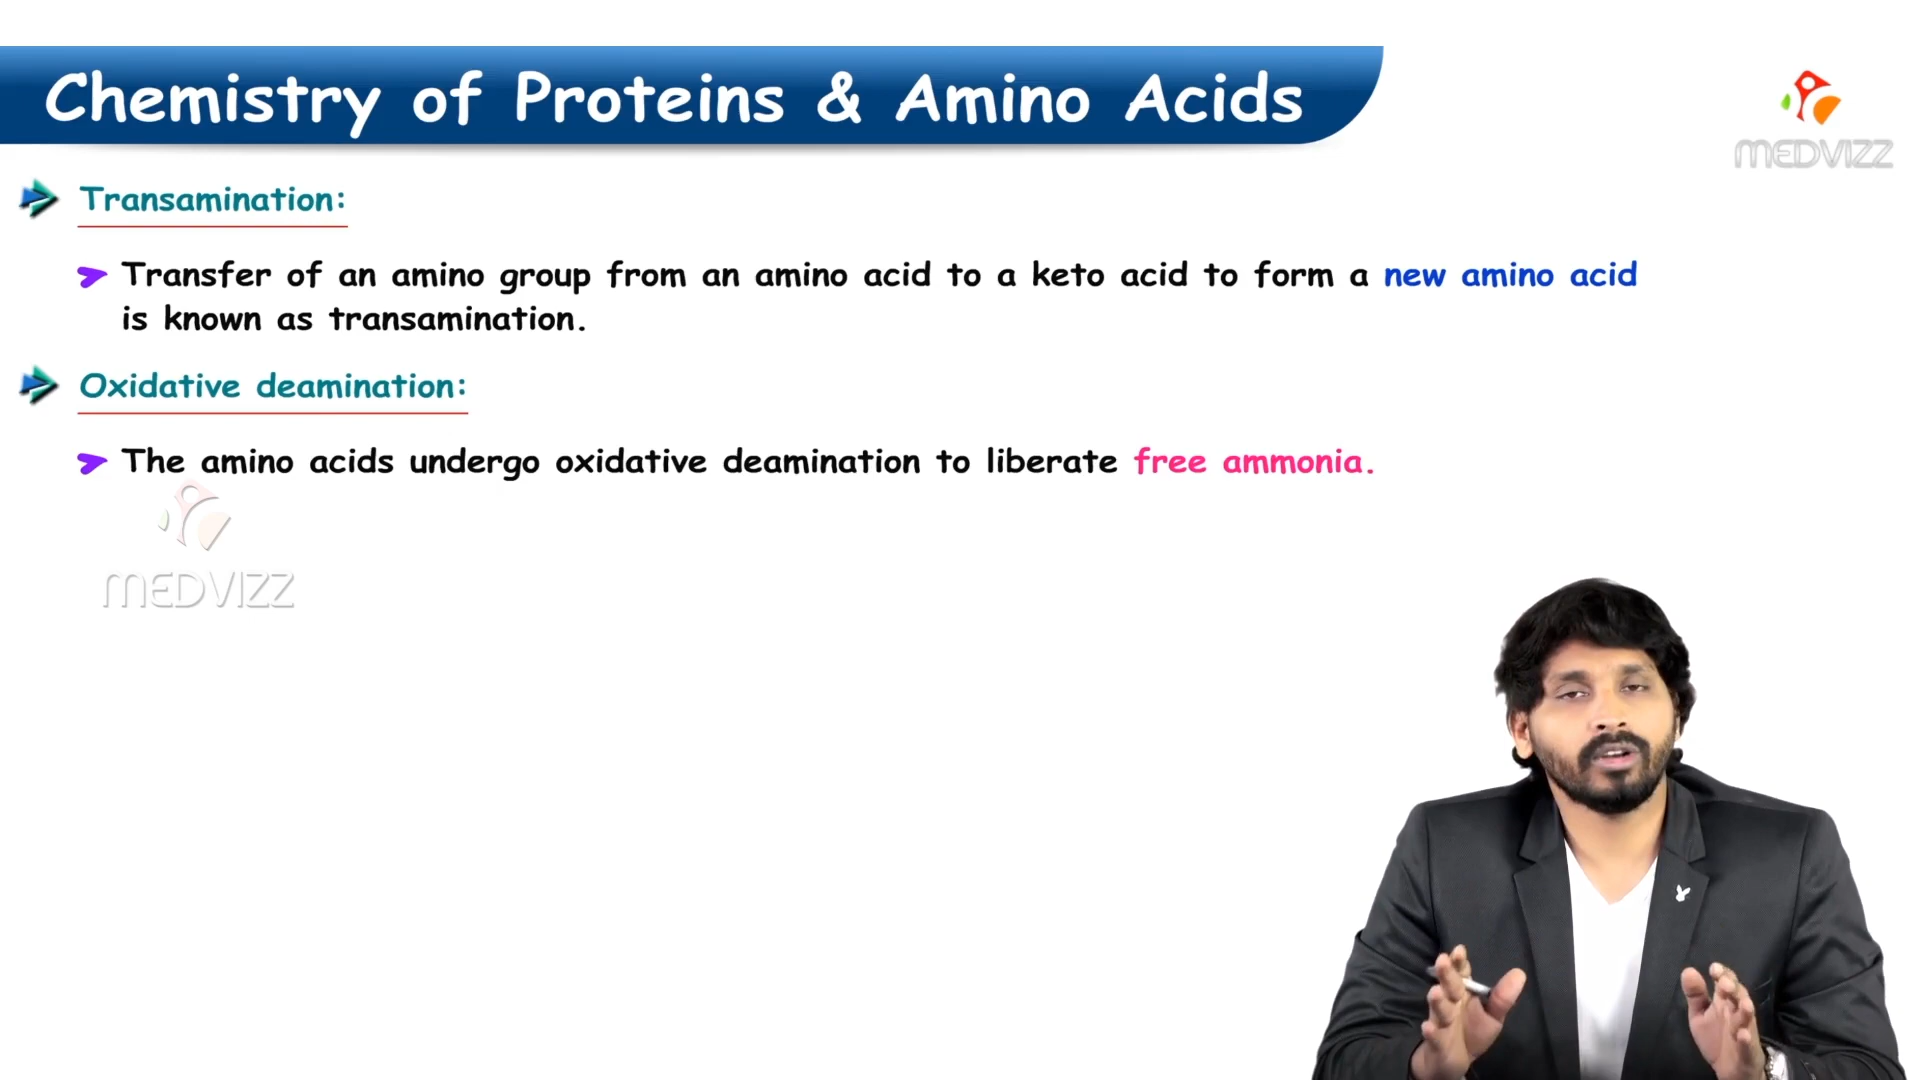 Chemistry of Proteins & Amino Acids
MEDVIZZ
Transamination:
Transfer of an amino group from an amino acid to a keto acid to form a new amino acid
is known as transamination.
Oxidative deamination:
The amino acids undergo oxidative deamination to liberate free ammonia.
MEDVIZZ